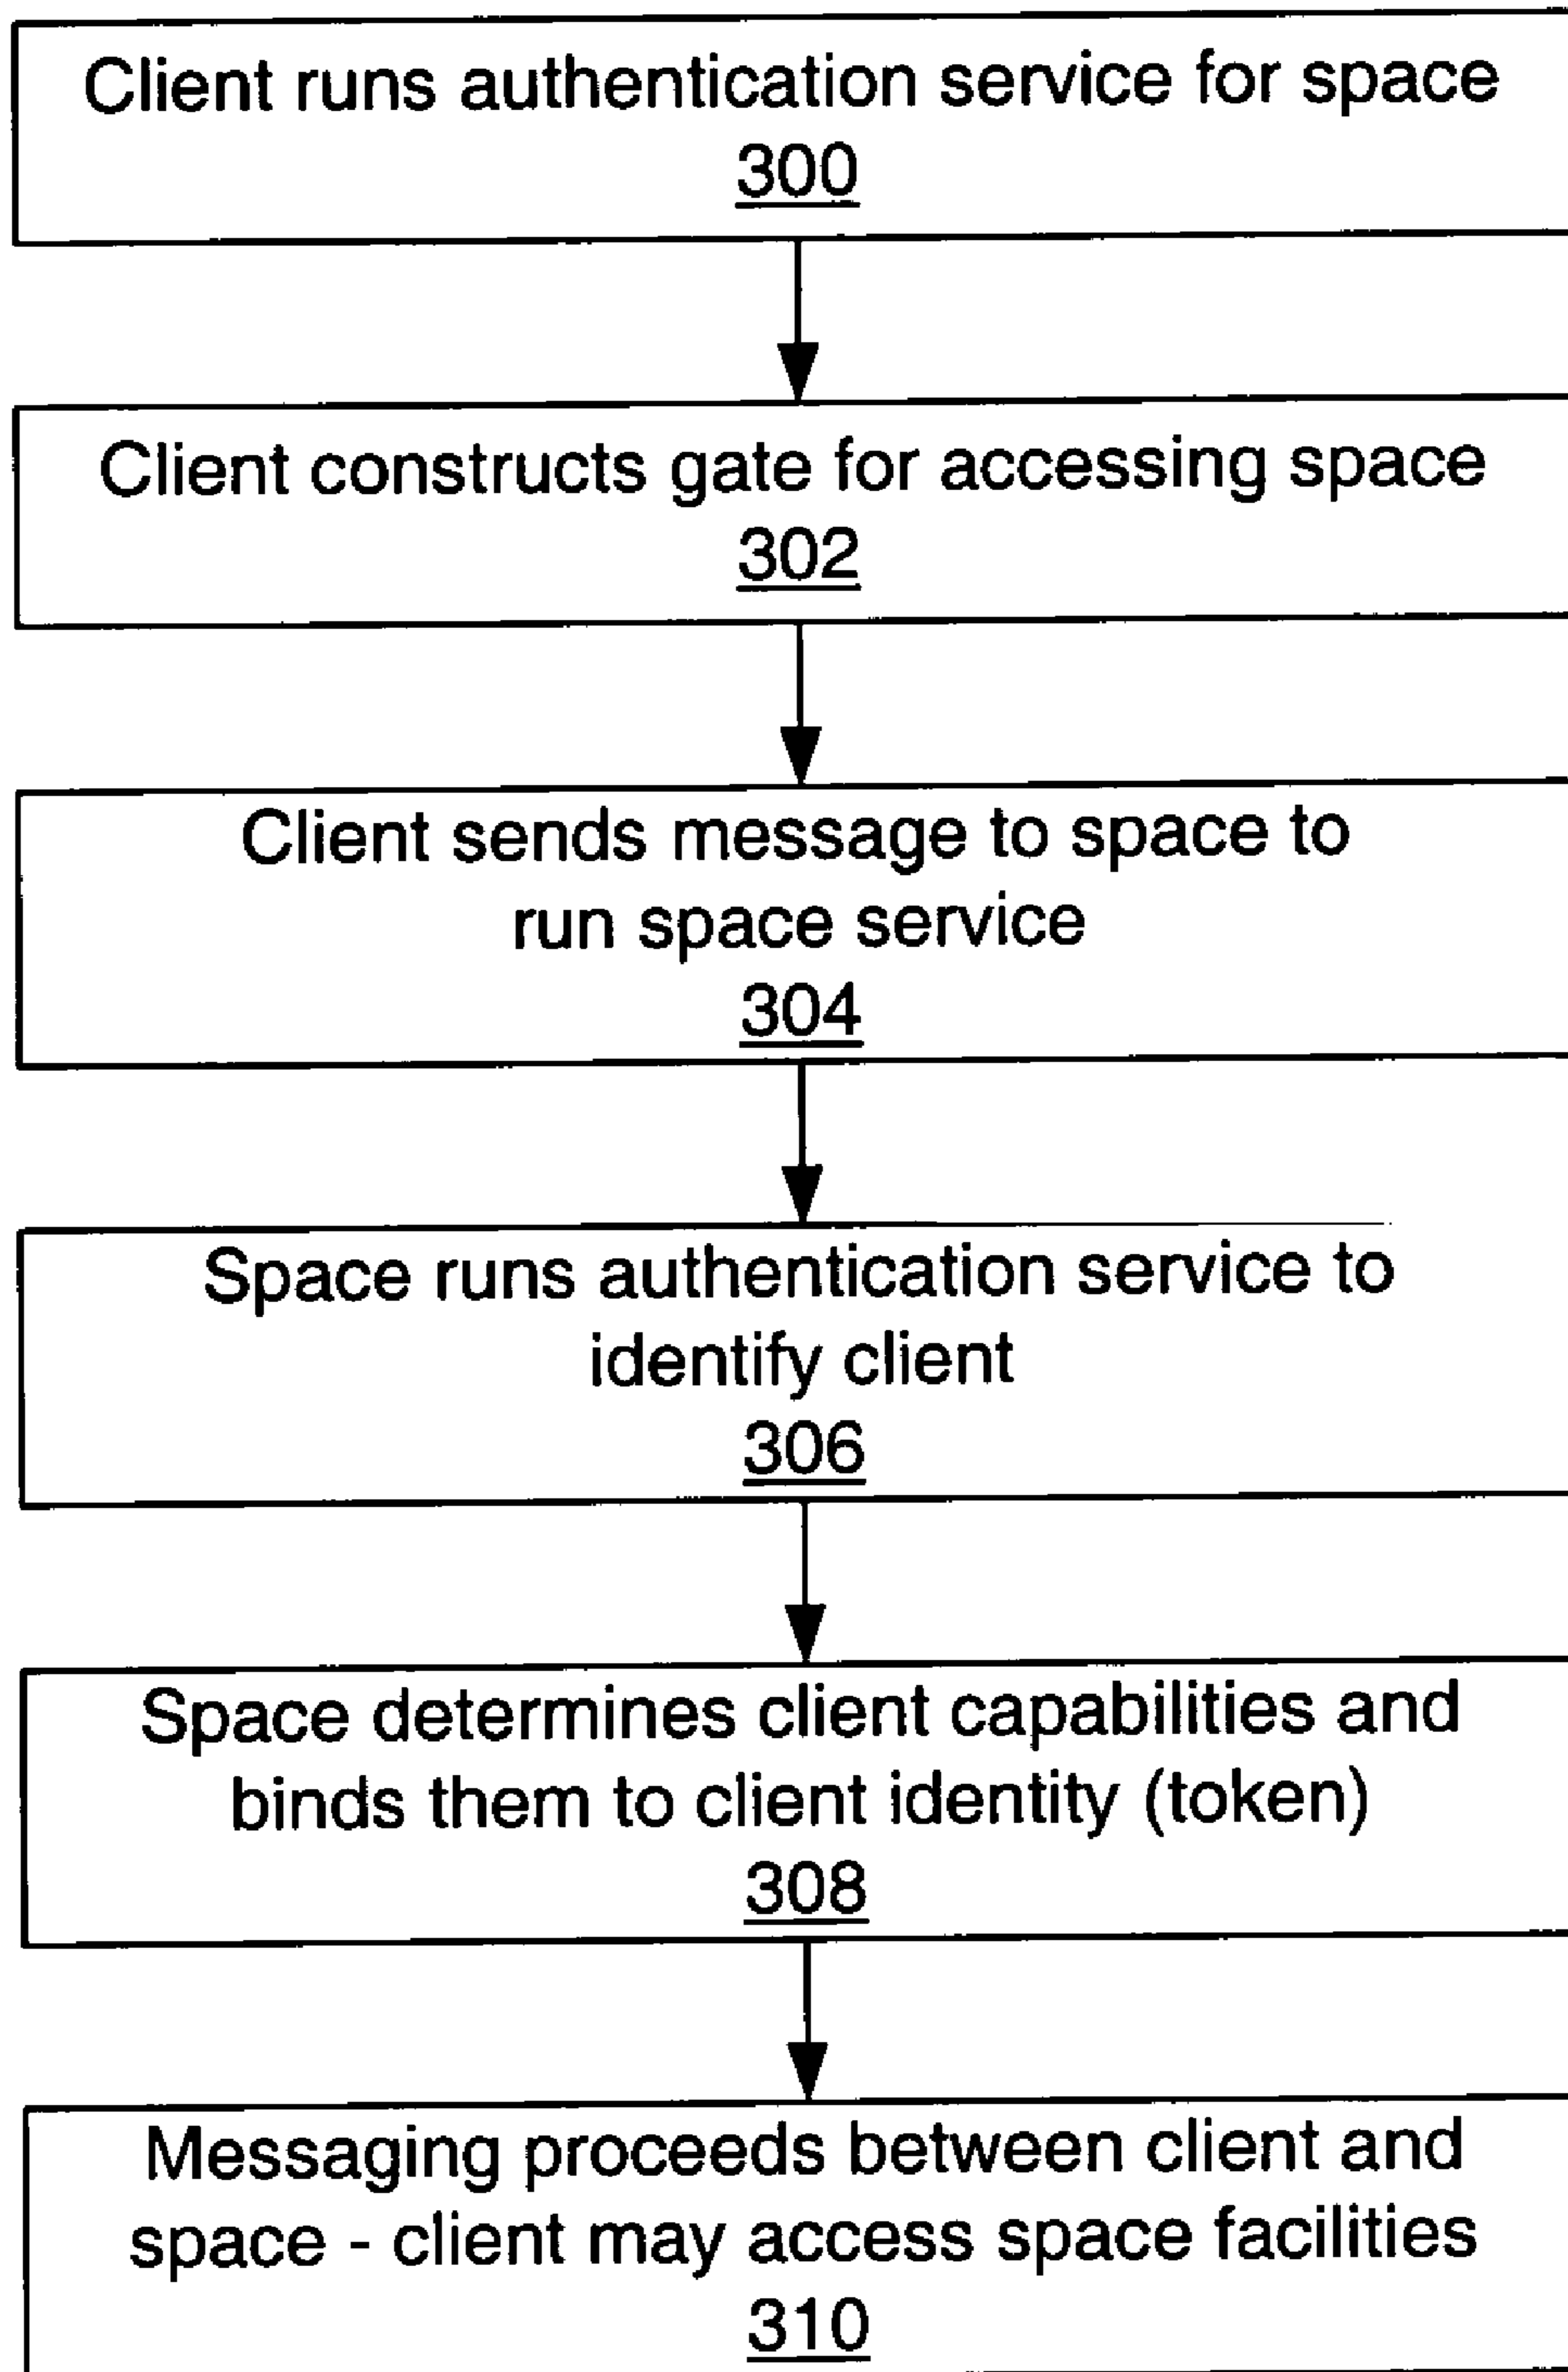 Client runs authentication service for space
300
Client constructs gate for accessing space
302
Client sends message to space to
run space service
304
Space runs authentication service to
identify client
306
Space determines client capabilities and
binds them to client identity (token)
308
Messaging proceeds between client and
space - client may access space facilities
310